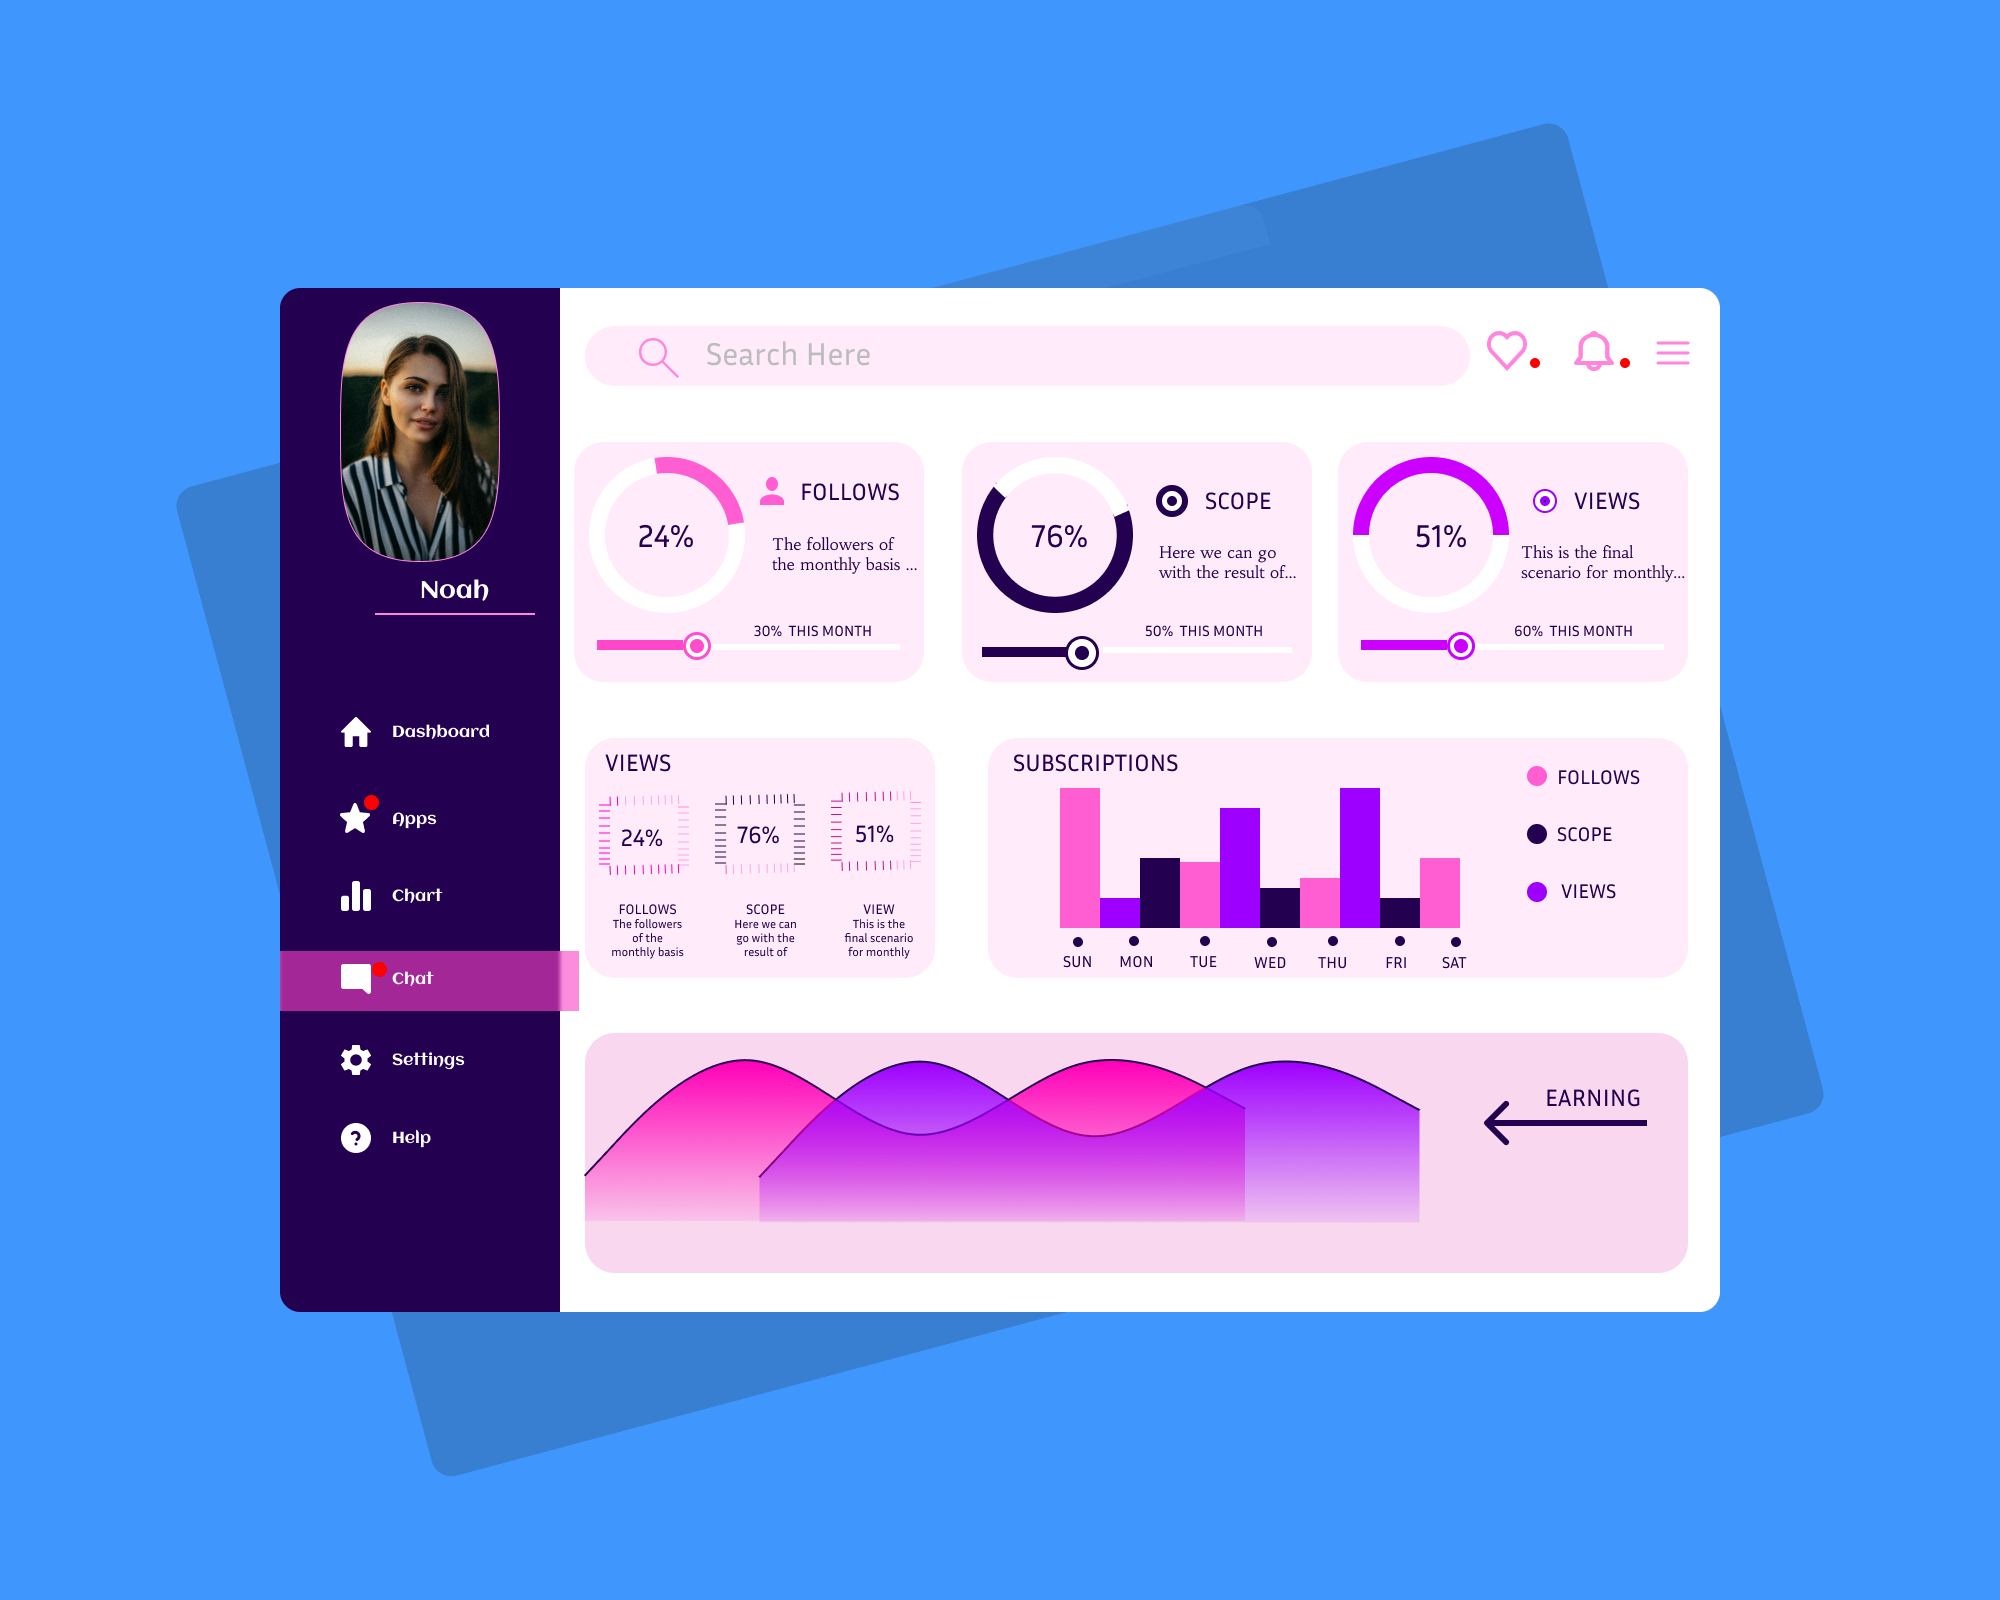 Noah
Dashboard
Apps
Chart
Chat
Settings
Help
Search Here
24%
FOLLOWS
The followers of
the monthly basis ...
30% THIS MONTH
76%
SCOPE
Here we can go
with the result of...
50% THIS MONTH
51%
VIEWS
This is the final
scenario for monthly...
60% THIS MONTH
VIEWS
24%
76%
51%
FOLLOWS
The followers
of the
monthly basis
SCOPE
Here we can
go with the
result of
VIEW
This is the
final scenario
for monthly
SUBSCRIPTIONS
FOLLOWS
SCOPE
VIEWS
SUN MON TUE WED THU FRI SAT
EARNING